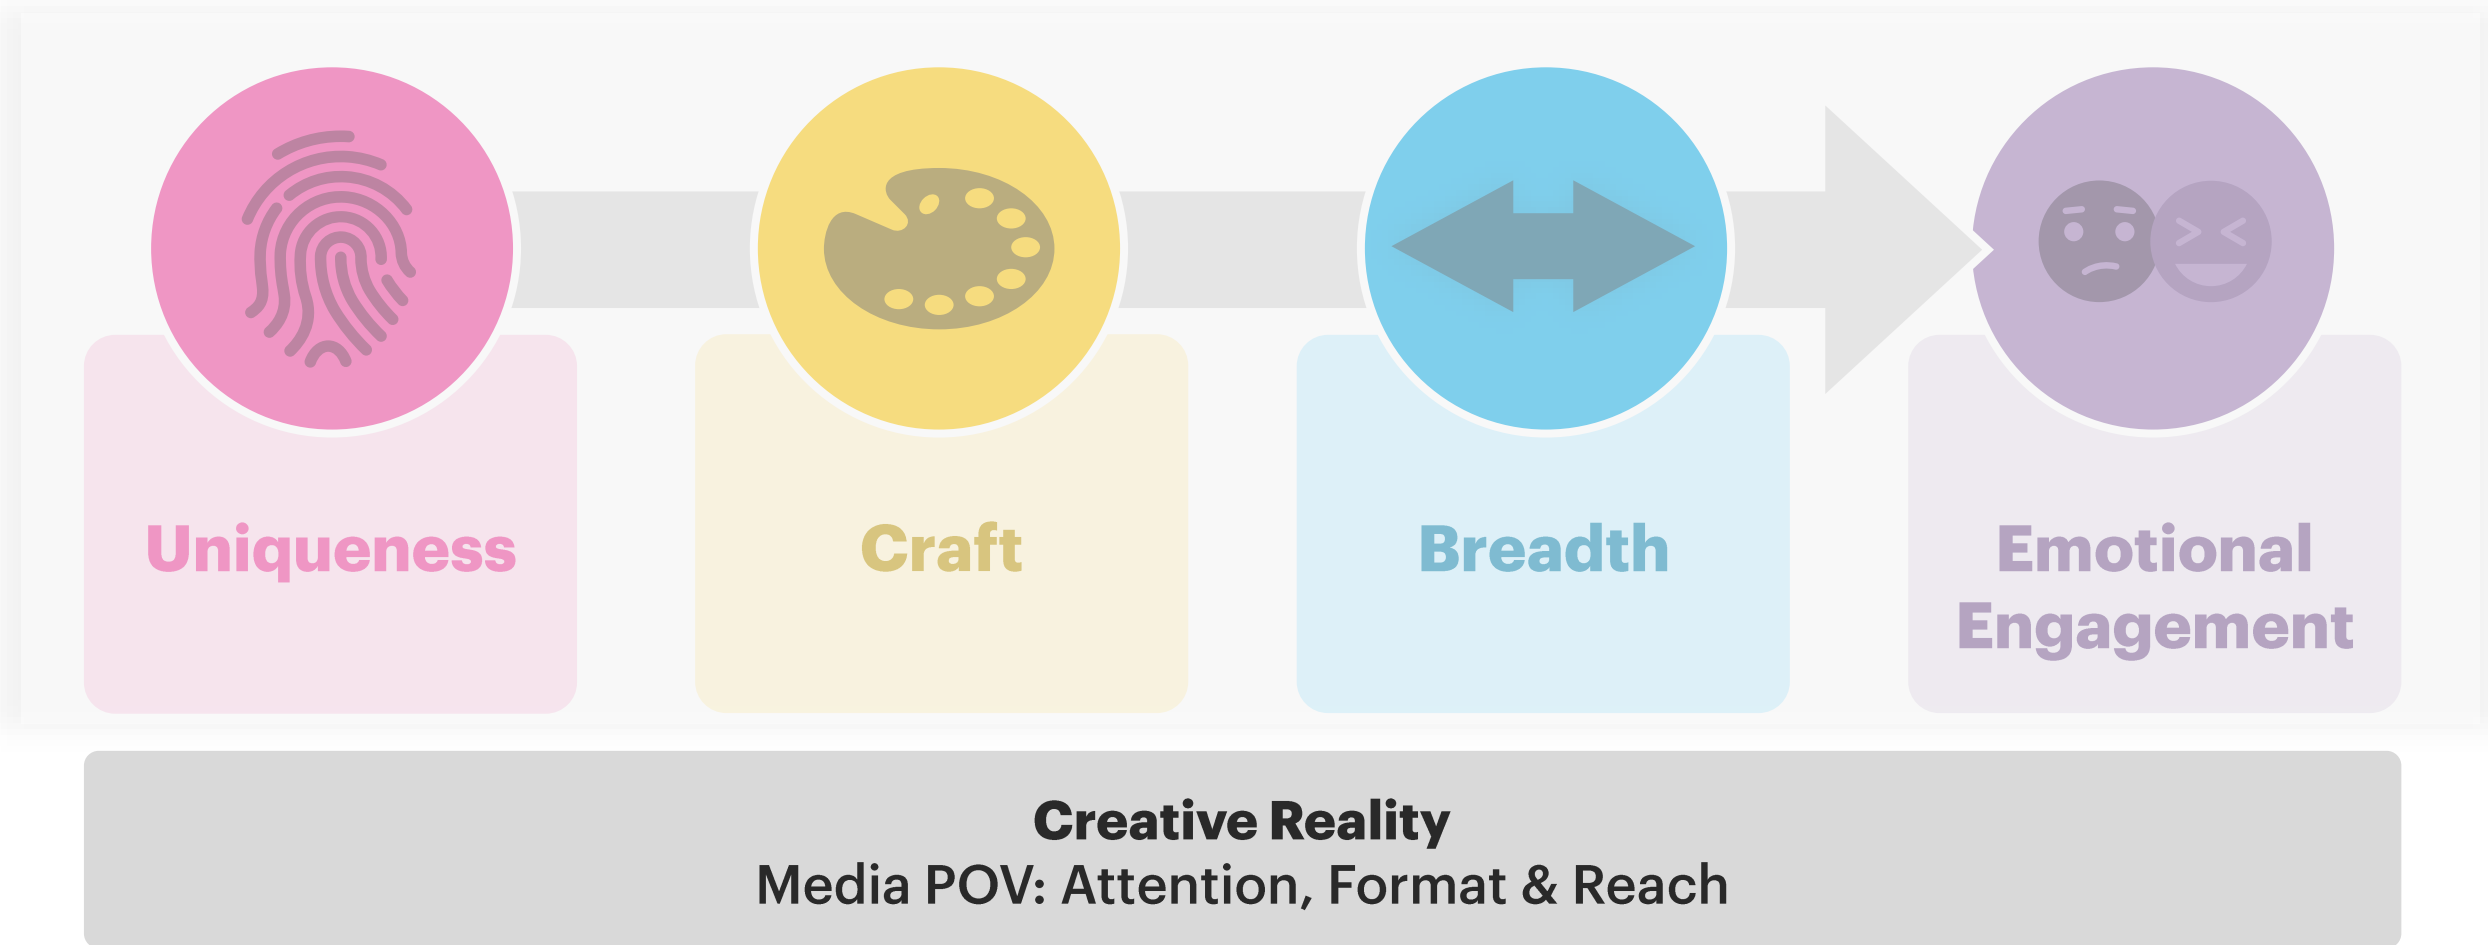 Uniqueness
Craft
Breadth
Emotional
Engagement
Creative Reality
Media POV: Attention, Format & Reach